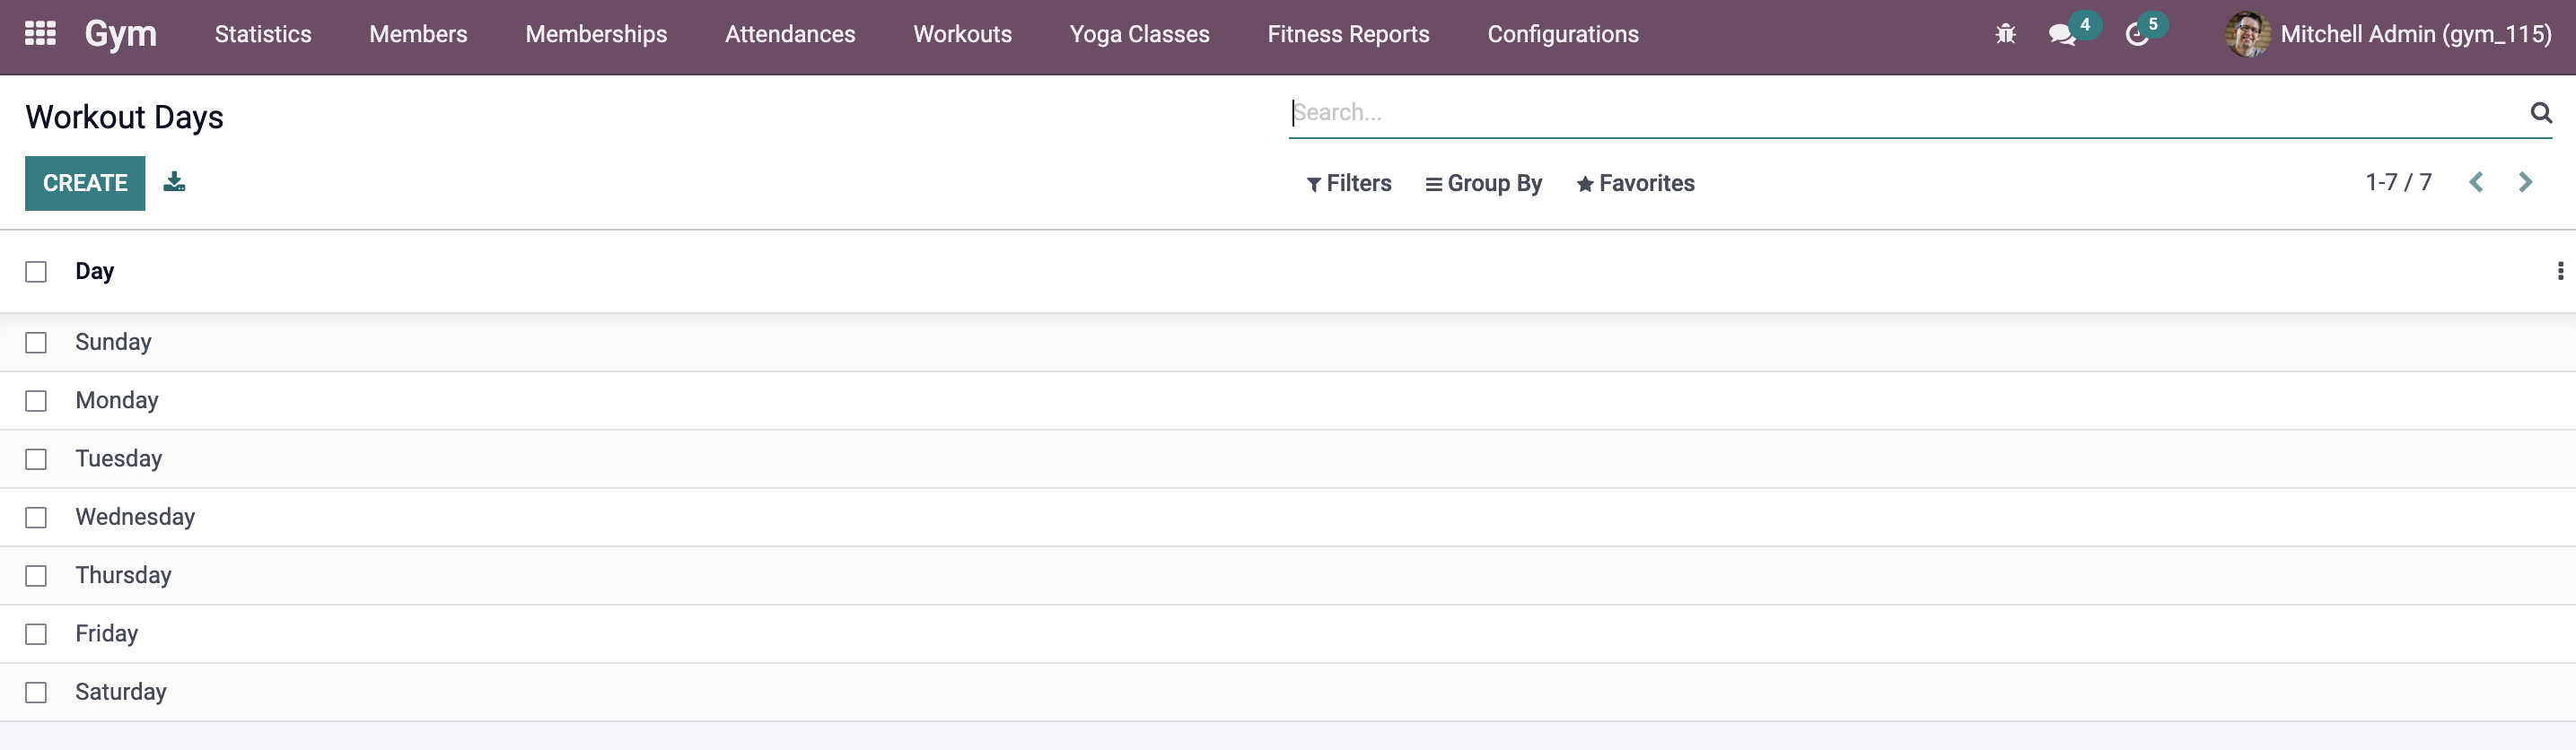 Gym Statistics Members Memberships Attendances Workouts Yoga Classes Fitness Reports Configurations 4 5 Mitchell Admin (gym_115)
Workout Days
Search...
CREATE Filters Group By Favorites 1-7 / 7
Day
Sunday
Monday
Tuesday
Wednesday
Thursday
Friday
Saturday